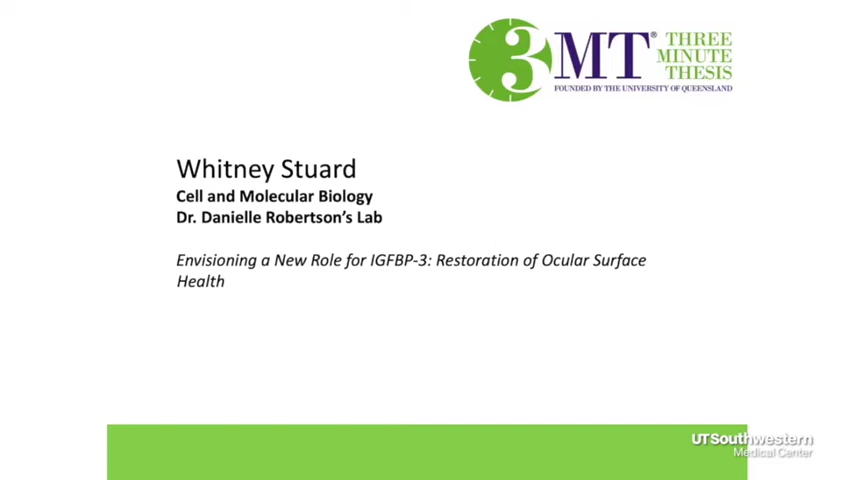 3MT® THREE
MINUTE
THESIS
FOUNDED BY THE UNIVERSITY OF QUEENSLAND
Whitney Stuard
Cell and Molecular Biology
Dr. Danielle Robertson's Lab
Envisioning a New Role for IGFBP-3: Restoration of Ocular Surface
Health
UTSouthwestern
Medical Center